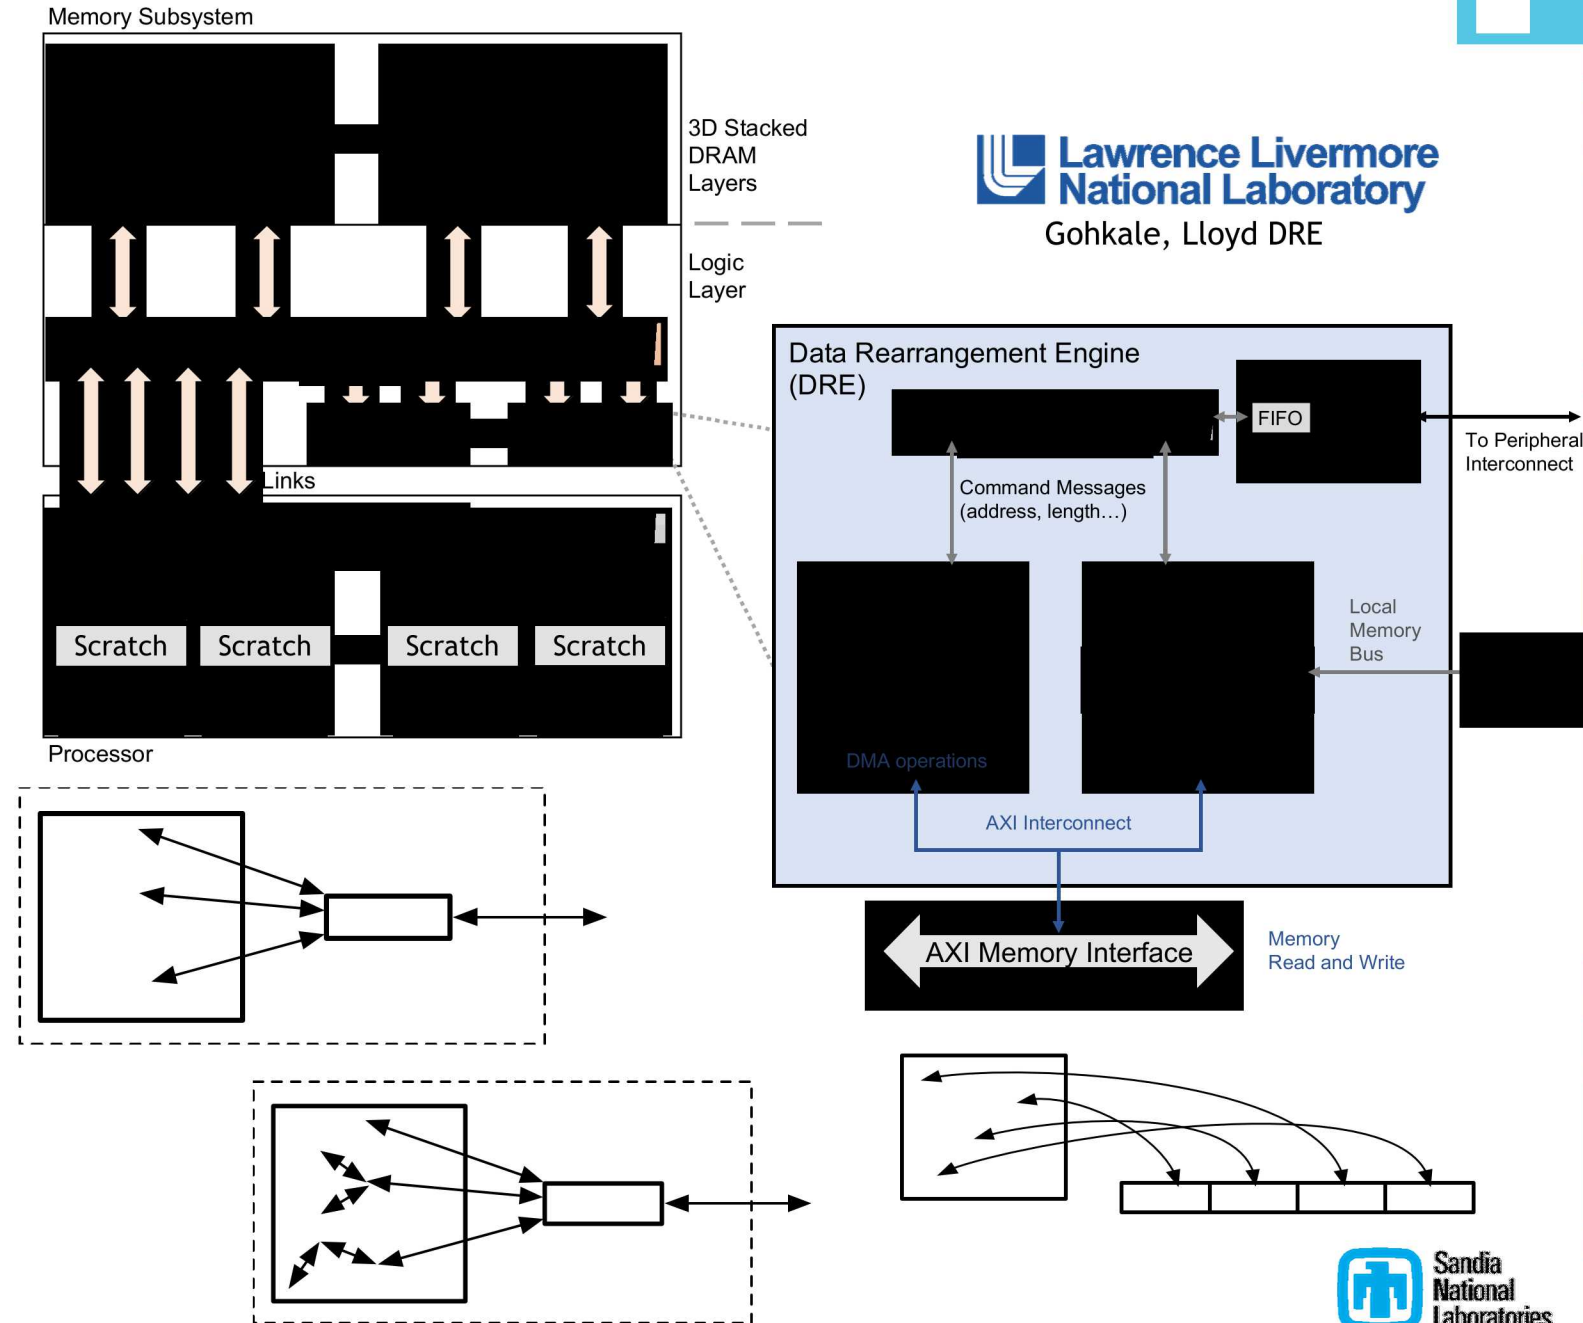 Memory Subsystem
3D Stacked
DRAM
Layers
Logic
Layer
Links
Scratch
Scratch
Scratch
Scratch
Processor
Lawrence Livermore
National Laboratory
Gohkale, Lloyd DRE
Data Rearrangement Engine
(DRE)
FIFO
To Peripheral
Interconnect
Command Messages
(address, length…)
Local
Memory
Bus
DMA operations
AXI Interconnect
AXI Memory Interface
Memory
Read and Write
Sandia
National
Laboratories